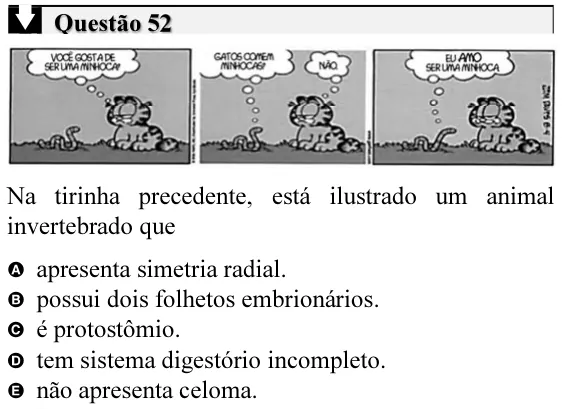 Questão 52
VOCÊ GOSTA DE
SER UMA MINHOCA?
GATOS COMEM
MINHOCAS?
NÃO.
EU AMO
SER UMA MINHOCA
Na tirinha precedente, está ilustrado um animal
invertebrado que
A apresenta simetria radial.
B possui dois folhetos embrionários.
C é protostômio.
D tem sistema digestório incompleto.
E não apresenta celoma.